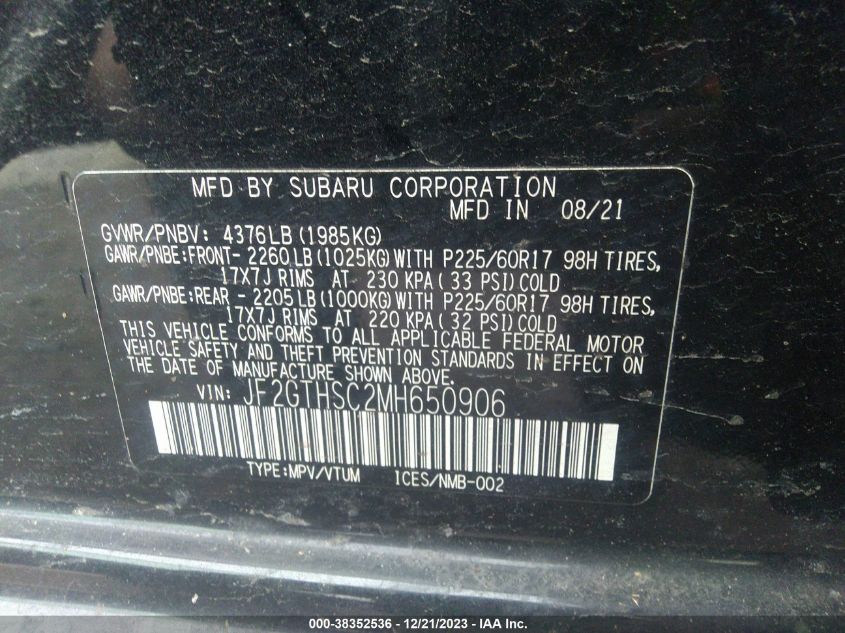 MFD BY SUBARU CORPORATION
MFD IN 08/21
GVWR/PNBV: 4376LB(1985KG)
GAWR/PNBE:FRONT- 2260LB(1025KG)WITH P225/60R17 98H TIRES,
17X7J RIMS AT 230 KPA(33 PSI)COLD
GAWR/PNBE:REAR - 2205LB(1000KG)WITH P225/60R17 98H TIRES,
17X7J RIMS AT 220 KPA(32 PSI)COLD
THIS VEHICLE CONFORMS TO ALL APPLICABLE FEDERAL MOTOR
VEHICLE SAFETY AND THEFT PREVENTION STANDARDS IN EFFECT ON
THE DATE OF MANUFACTURE SHOWN ABOVE.
VIN: JF2GTHSC2MH650906
TYPE:MPV/VTUM ICES/NMB-002
000-38352536 - 12/21/2023 - IAA Inc.